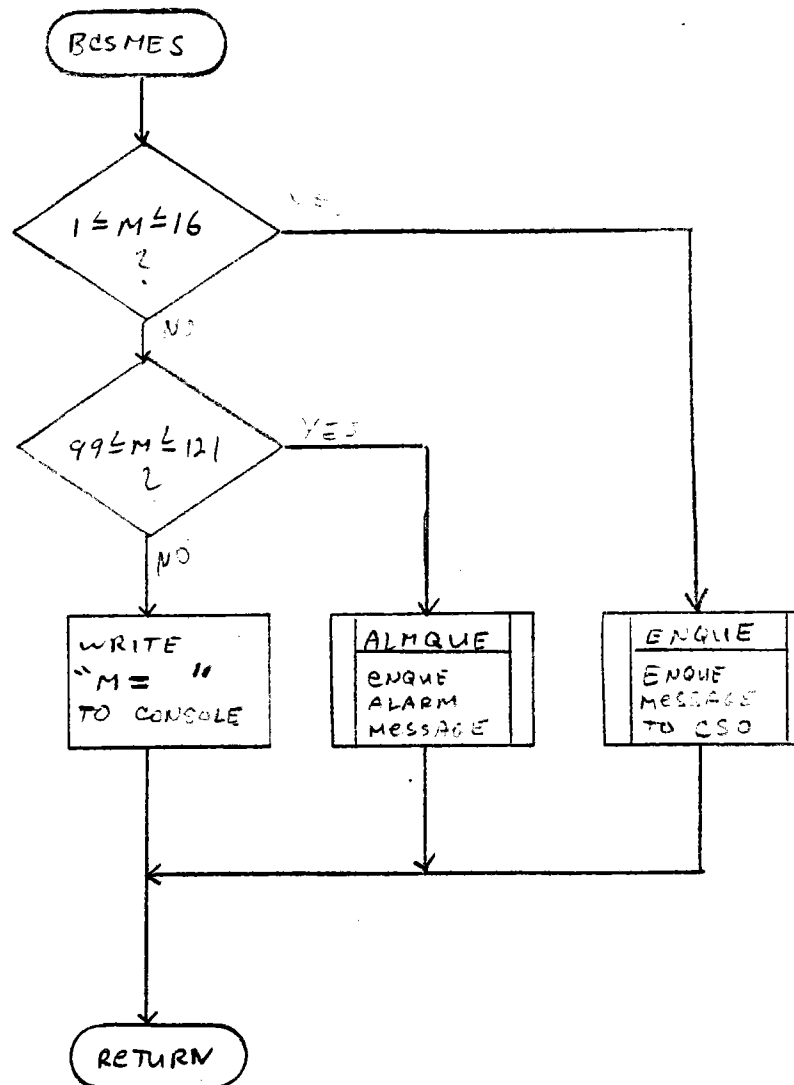 BCSMES
1 ≤ M ≤ 16
?
YES
NO
99 ≤ M ≤ 121
?
YES
NO
WRITE
"M = "
TO CONSOLE
ALMQUE
ENQUE
ALARM
MESSAGE
ENQUE
ENQUE
MESSAGE
TO CSO
RETURN